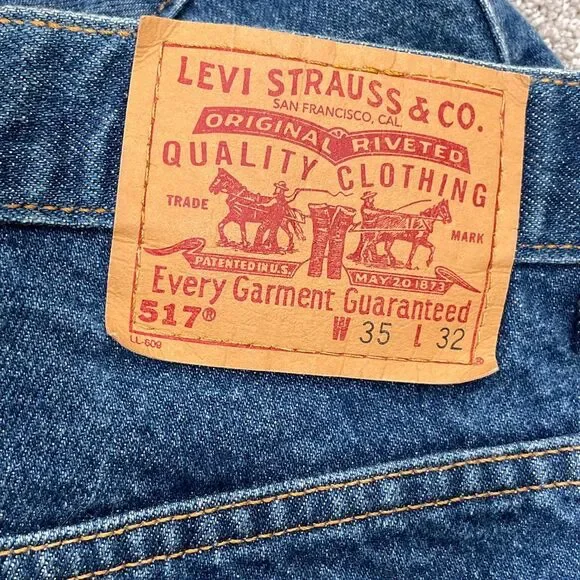 LEVI STRAUSS & CO.
SAN FRANCISCO, CAL.
ORIGINAL RIVETED
QUALITY CLOTHING
TRADE MARK
PATENTED IN U.S. MAY 20 1873
Every Garment Guaranteed
517® W 35 L 32
LL-609 ®